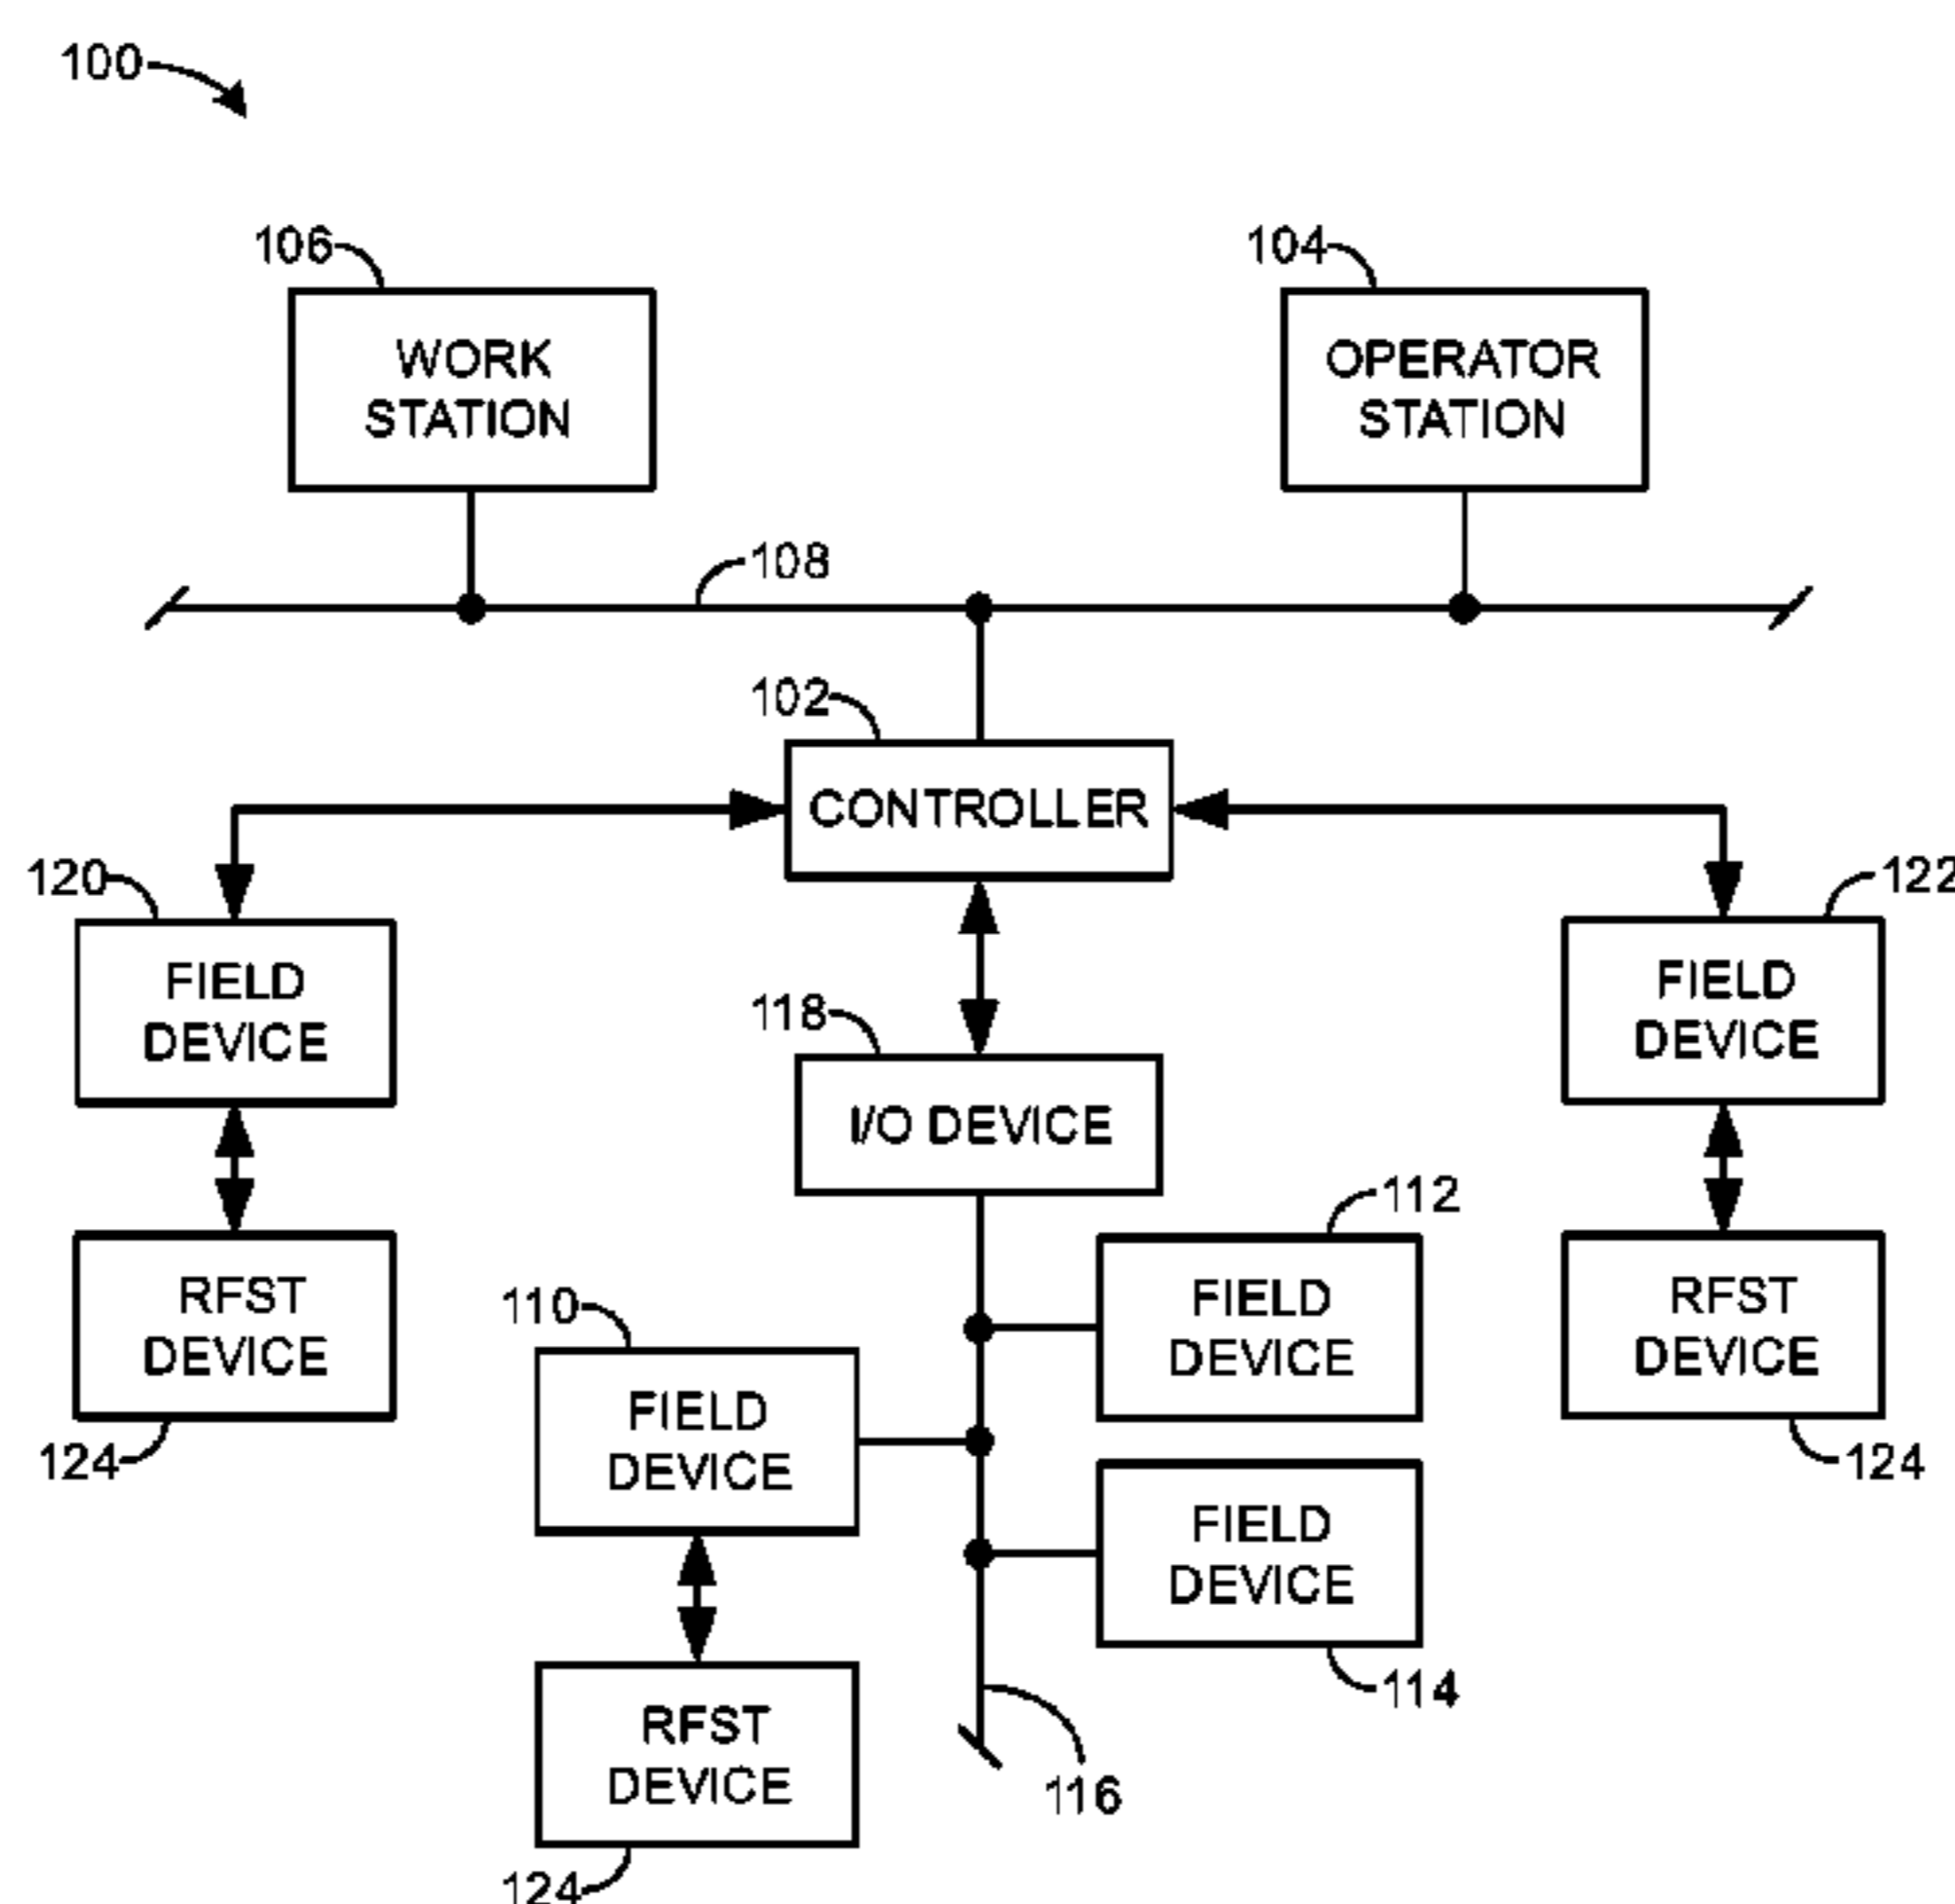 100
106
104
WORK
STATION
OPERATOR
STATION
108
102
CONTROLLER
120
122
FIELD
DEVICE
FIELD
DEVICE
118
I/O DEVICE
112
RFST
DEVICE
FIELD
DEVICE
RFST
DEVICE
110
124
124
FIELD
DEVICE
FIELD
DEVICE
114
RFST
DEVICE
116
124